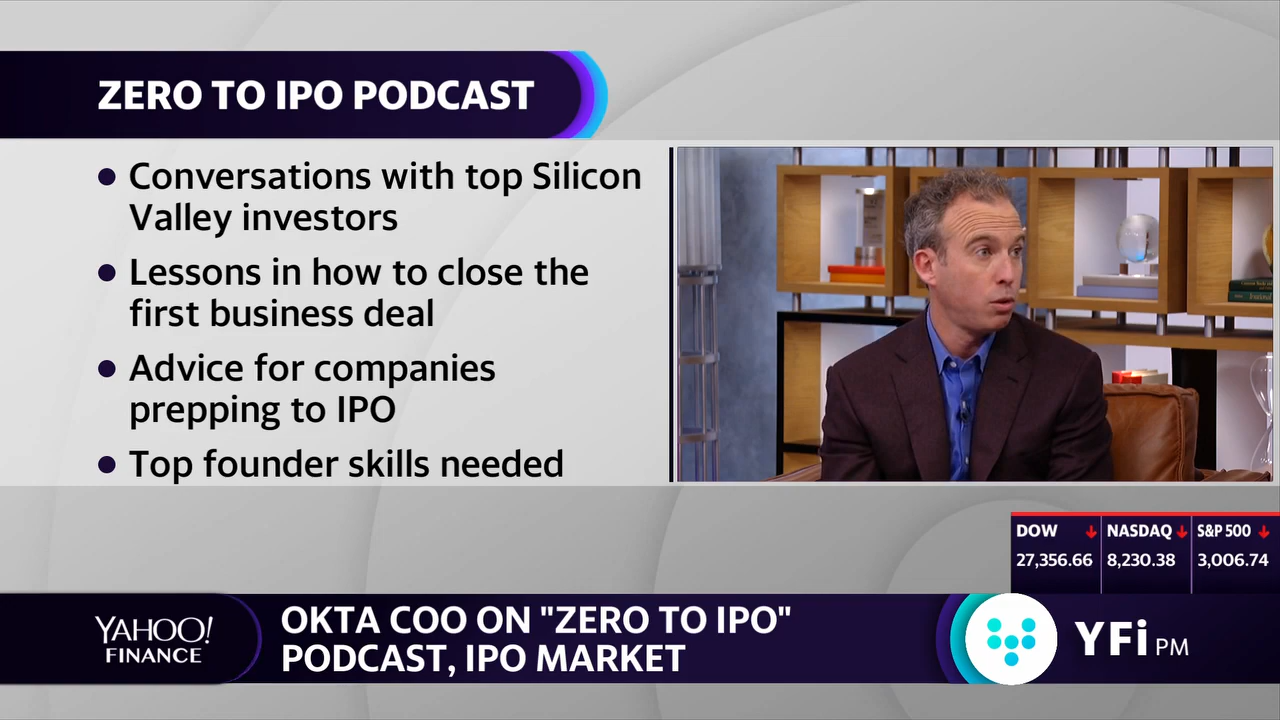 ZERO TO IPO PODCAST
Conversations with top Silicon
Valley investors
Lessons in how to close the
first business deal
Advice for companies
prepping to IPO
Top founder skills needed
DOW
27,356.66
NASDAQ
8,230.38
S&P 500
3,006.74
YAHOO!
FINANCE
OKTA COO ON "ZERO TO IPO"
PODCAST, IPO MARKET
YFi PM